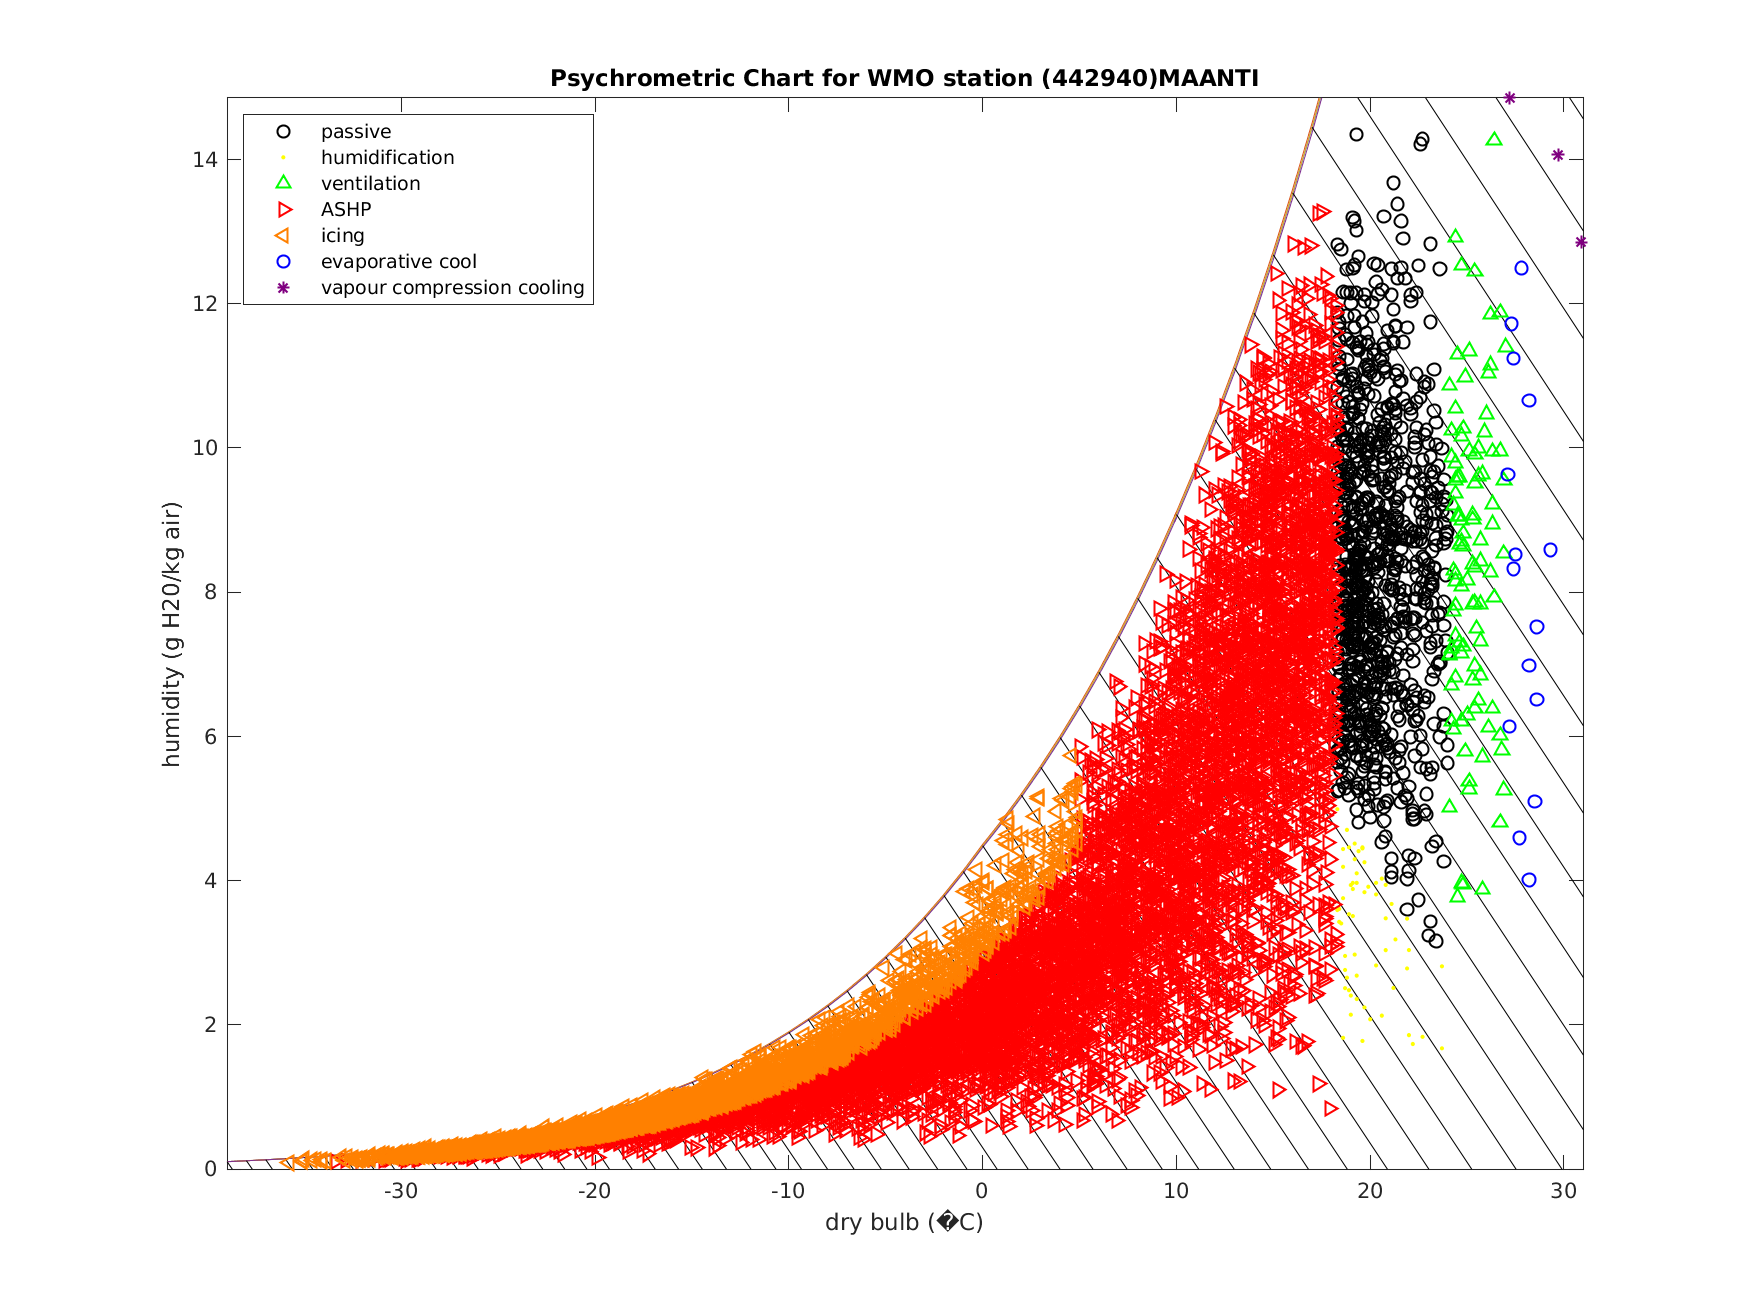 Psychrometric Chart for WMO station (442940)MAANTI
passive
humidification
ventilation
ASHP
icing
evaporative cool
vapour compression cooling
14
12
10
8
6
4
2
0
humidity (g H20/kg air)
-30 -20 -10 0 10 20 30
dry bulb (�C)